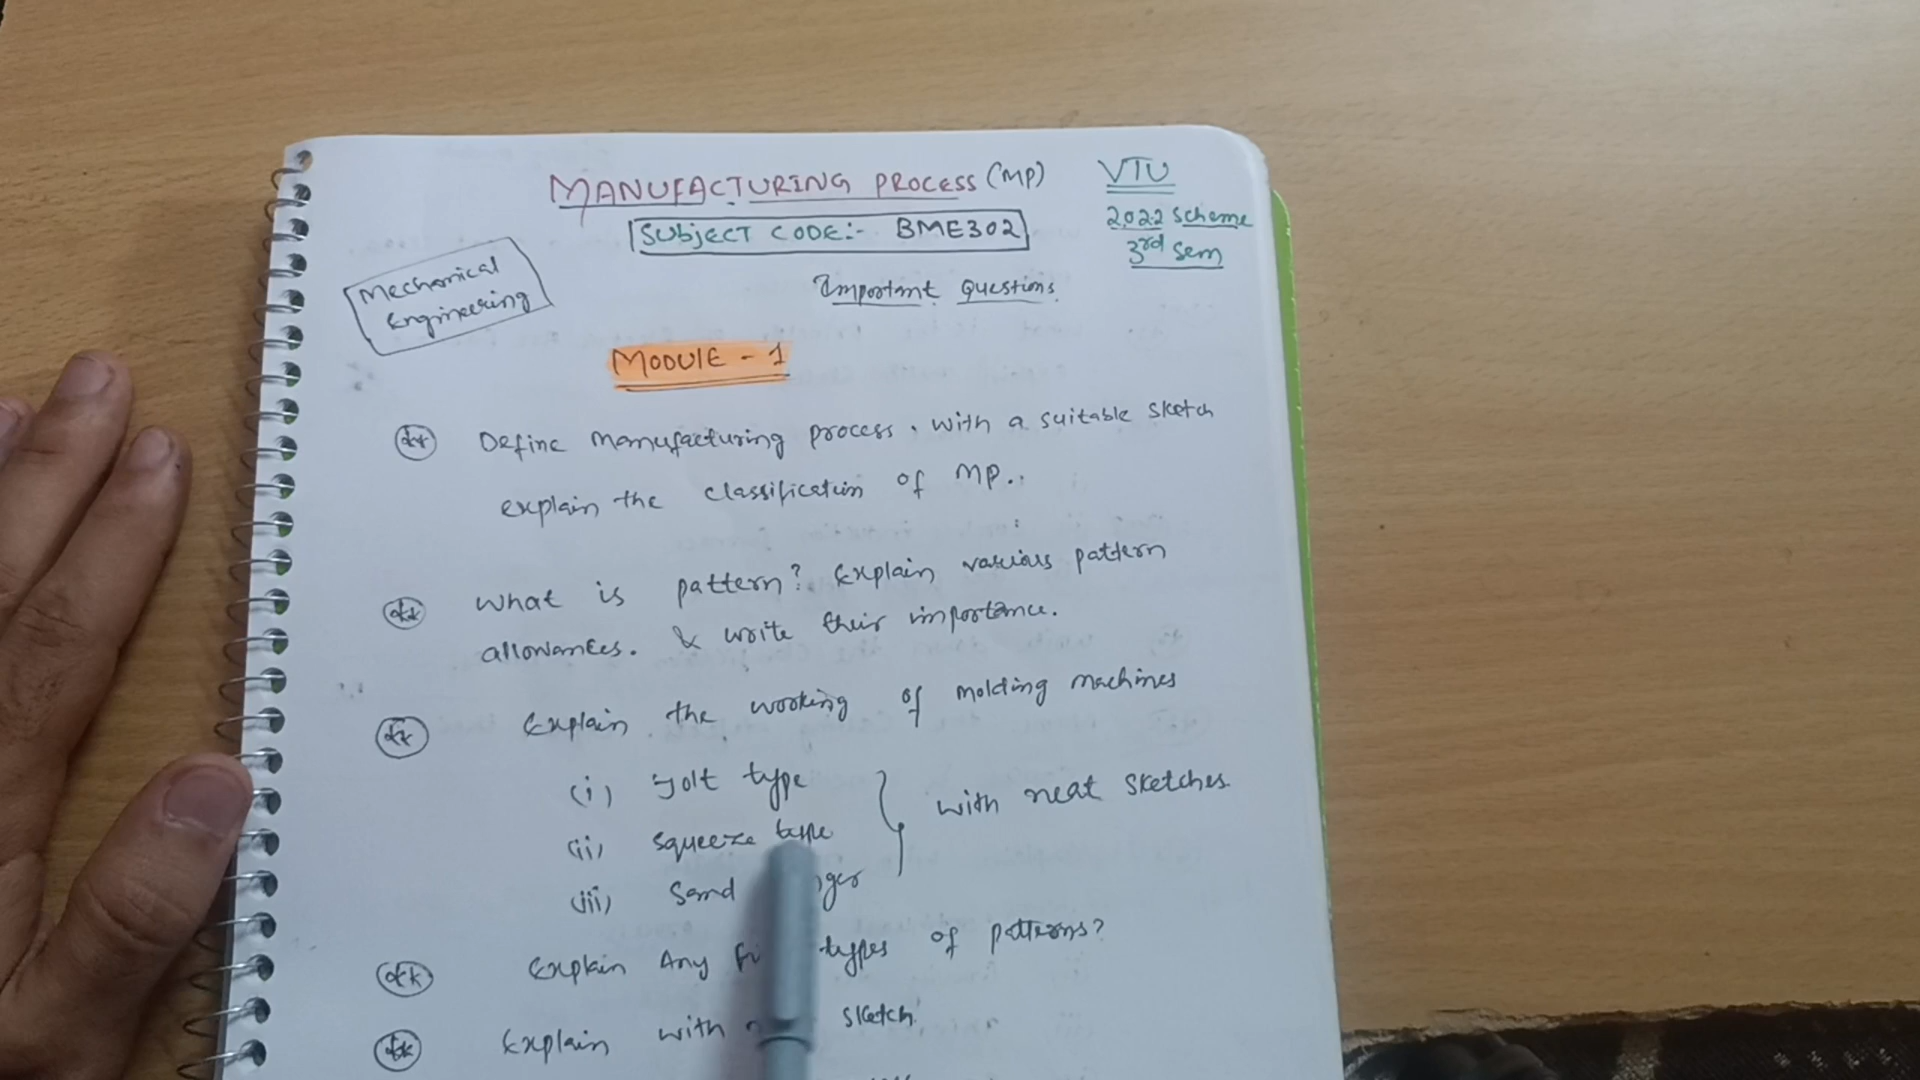 MANUFACTURING PROCESS (MP)
VTU
SUBJECT CODE:- BME302
2022 Scheme
3rd Sem
Mechanical
Engineering
Important Questions
MODULE - 1
Define manufacturing process. With a suitable sketch
explain the classification of MP..
What is pattern? Explain various pattern
allowances. & write their importance.
Explain the working of molding machines
(i) Jolt type
(ii) squeeze type
with neat sketches.
(iii) Sand
Explain Any types of patterns?
Explain with sketch